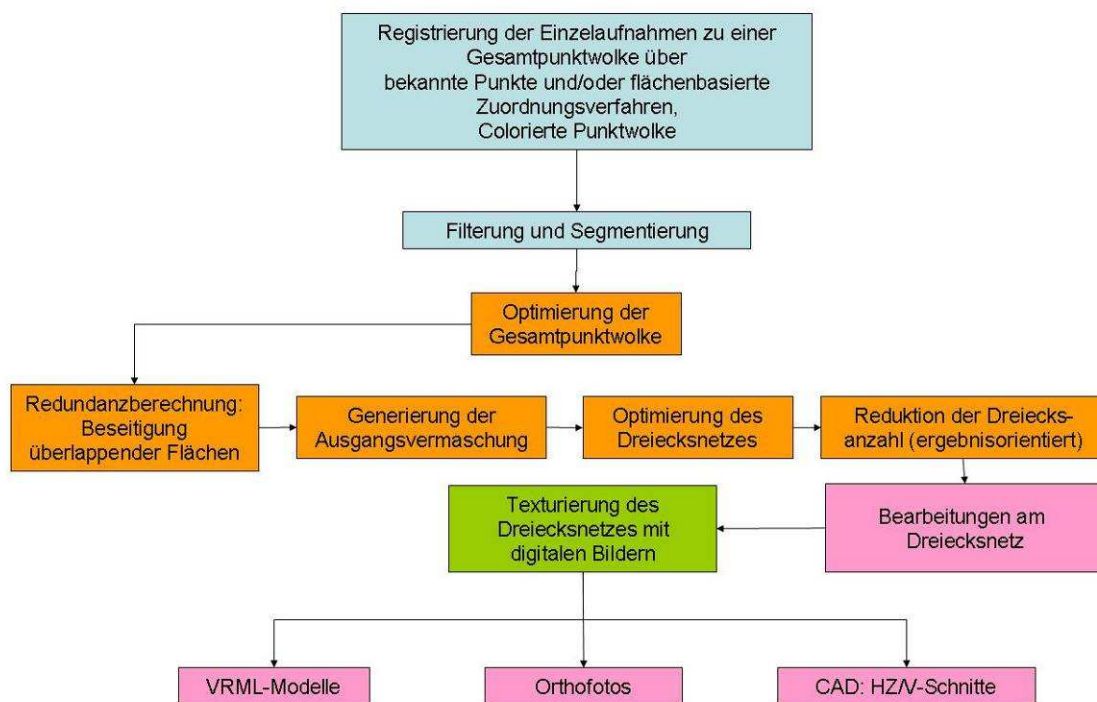 Registrierung der Einzelaufnahmen zu einer
Gesamtpunktwolke über
bekannte Punkte und/oder flächenbasierte
Zuordnungsverfahren,
Colorierte Punktwolke
Filterung und Segmentierung
Optimierung der
Gesamtpunktwolke
Redundanzberechnung:
Beseitigung
überlappender Flächen
Generierung der
Ausgangsvermaschung
Optimierung des
Dreiecksnetzes
Reduktion der Dreiecks-
anzahl (ergebnisorientiert)
Bearbeitungen am
Dreiecksnetz
Texturierung des
Dreiecksnetzes mit
digitalen Bildern
VRML-Modelle
Orthofotos
CAD: HZ/V-Schnitte